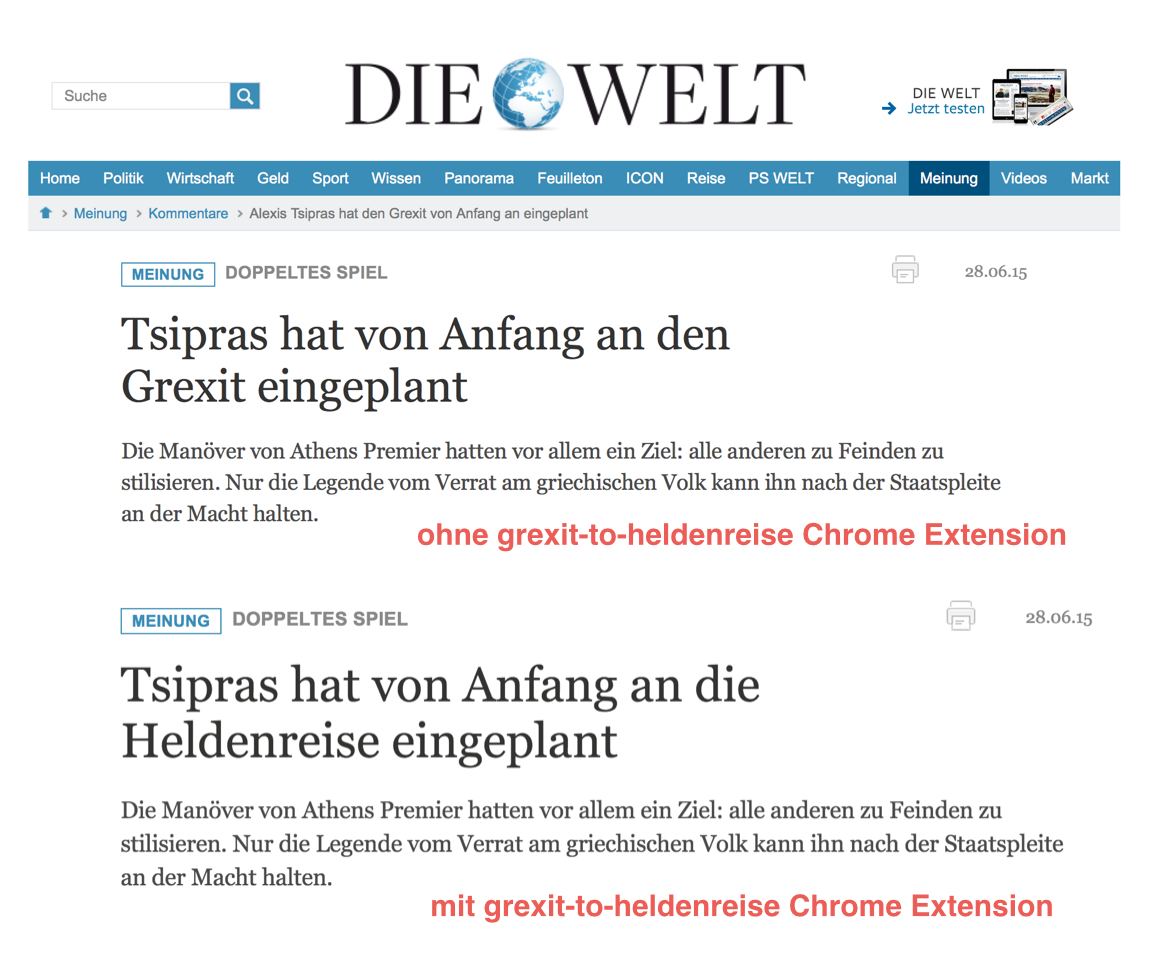 Suche
DIE WELT
DIE WELT
Jetzt testen
Home Politik Wirtschaft Geld Sport Wissen Panorama Feuilleton ICON Reise PS WELT Regional Meinung Videos Markt
> Meinung > Kommentare > Alexis Tsipras hat den Grexit von Anfang an eingeplant
MEINUNG DOPPELTES SPIEL 28.06.15
Tsipras hat von Anfang an den
Grexit eingeplant
Die Manöver von Athens Premier hatten vor allem ein Ziel: alle anderen zu Feinden zu
stilisieren. Nur die Legende vom Verrat am griechischen Volk kann ihn nach der Staatspleite
an der Macht halten.
ohne grexit-to-heldenreise Chrome Extension
MEINUNG DOPPELTES SPIEL 28.06.15
Tsipras hat von Anfang an die
Heldenreise eingeplant
Die Manöver von Athens Premier hatten vor allem ein Ziel: alle anderen zu Feinden zu
stilisieren. Nur die Legende vom Verrat am griechischen Volk kann ihn nach der Staatspleite
an der Macht halten.
mit grexit-to-heldenreise Chrome Extension